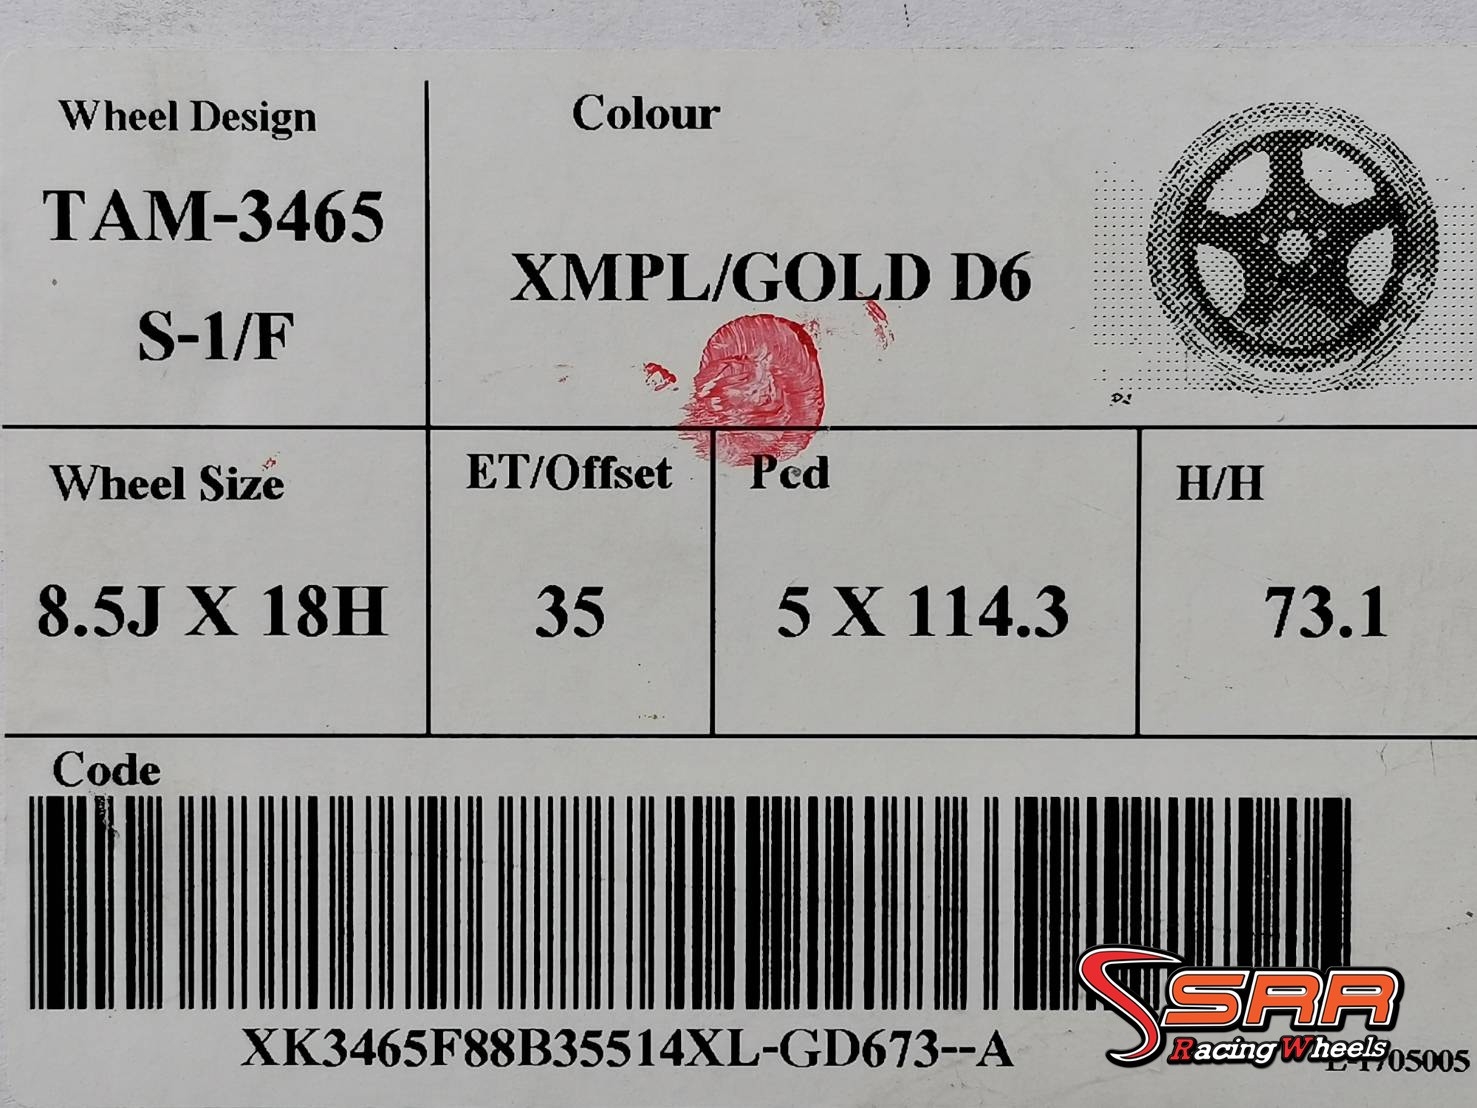 Wheel Design
TAM-3465
S-1/F
Colour
XMPL/GOLD D6
Wheel Size
8.5J X 18H
ET/Offset
35
Pcd
5 X 114.3
H/H
73.1
Code
XK3465F88B35514XL-GD673--A
SRR
Racing Wheels